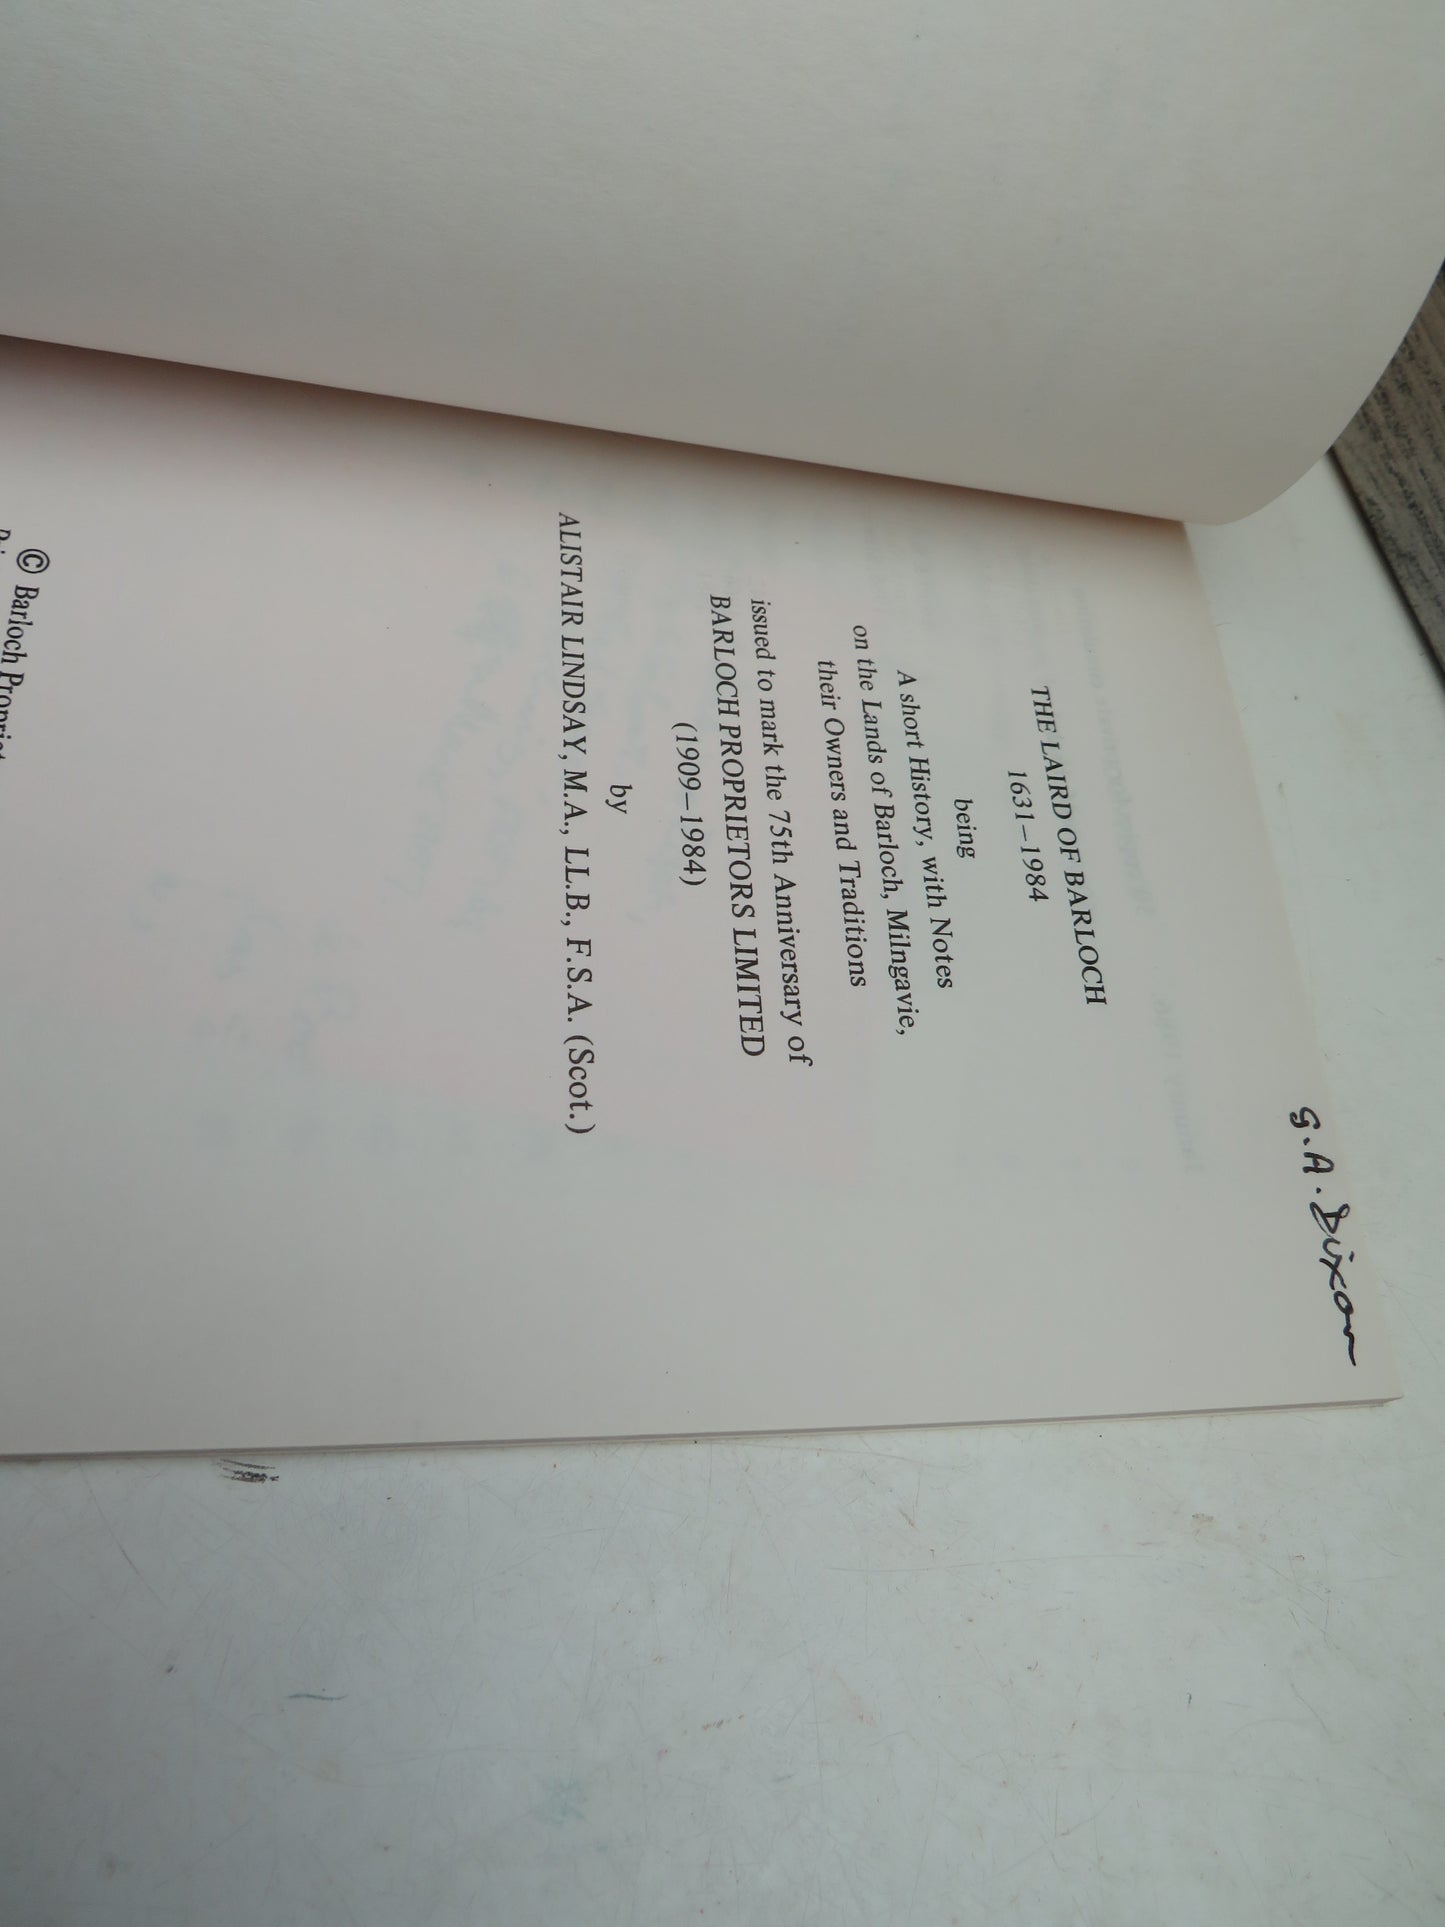 G. A. Dixon
THE LAIRD OF BARLOCH
1631–1984
being
A short History, with Notes
on the Lands of Barloch, Milngavie,
their Owners and Traditions
issued to mark the 75th Anniversary of
BARLOCH PROPRIETORS LIMITED
(1909–1984)
by
ALISTAIR LINDSAY, M.A., LL.B., F.S.A. (Scot.)
© Barloch